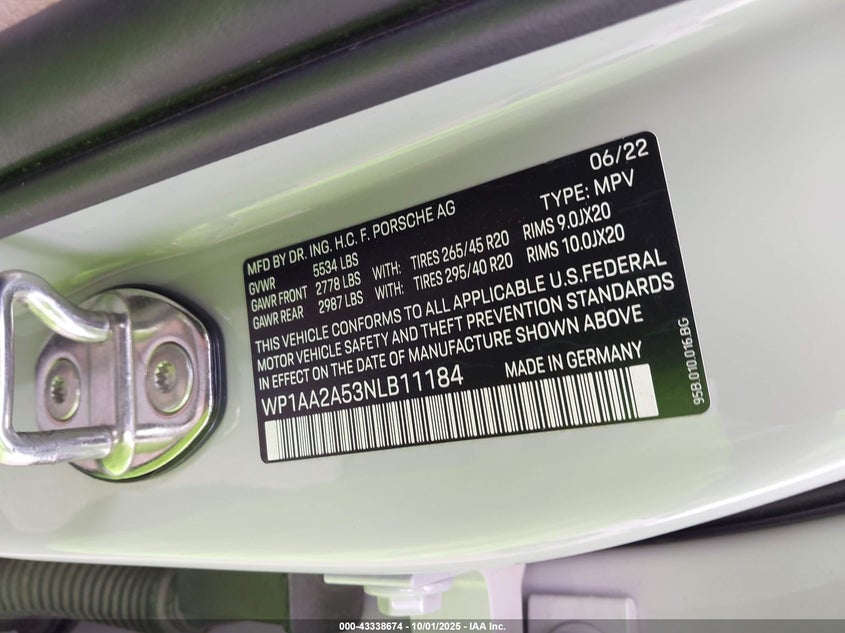 06/22
MFD BY DR. ING. H.C. F. PORSCHE AG TYPE: MPV
GVWR 5534 LBS
GAWR FRONT 2778 LBS WITH: TIRES 265/45 R20 RIMS 9.0JX20
GAWR REAR 2987 LBS WITH: TIRES 295/40 R20 RIMS 10.0JX20
THIS VEHICLE CONFORMS TO ALL APPLICABLE U.S.FEDERAL
MOTOR VEHICLE SAFETY AND THEFT PREVENTION STANDARDS
IN EFFECT ON THE DATE OF MANUFACTURE SHOWN ABOVE
WP1AA2A53NLB11184 MADE IN GERMANY
95B.010.016 BG
000-43338674 - 10/01/2025 - IAA Inc.